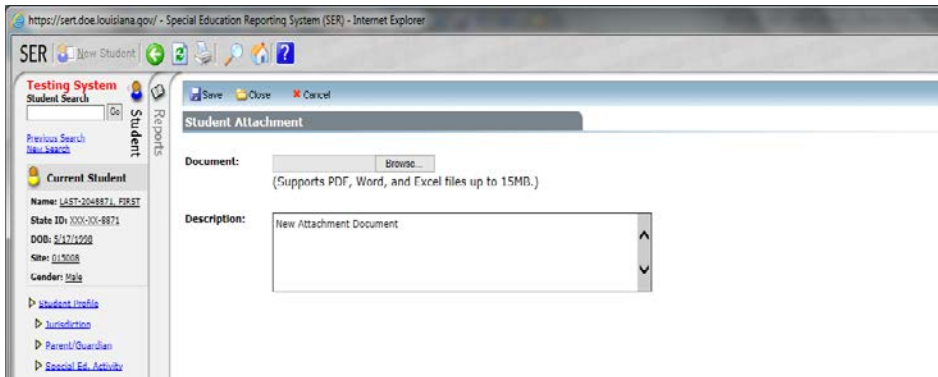 https://sert.doe.louisiana.gov/ - Special Education Reporting System (SER) - Internet Explorer
SER New Student ?
Testing System
Student Search
Go
Previous Search
New Search
Student
Reports
Current Student
Name: LAST-2048871, FIRST
State ID: XXX-XX-8871
DOB: 5/17/1998
Site: 015008
Gender: Male
Student Profile
Jurisdiction
Parent/Guardian
Special Ed. Activity
Save Close Cancel
Student Attachment
Document: Browse...
(Supports PDF, Word, and Excel files up to 15MB.)
Description: New Attachment Document